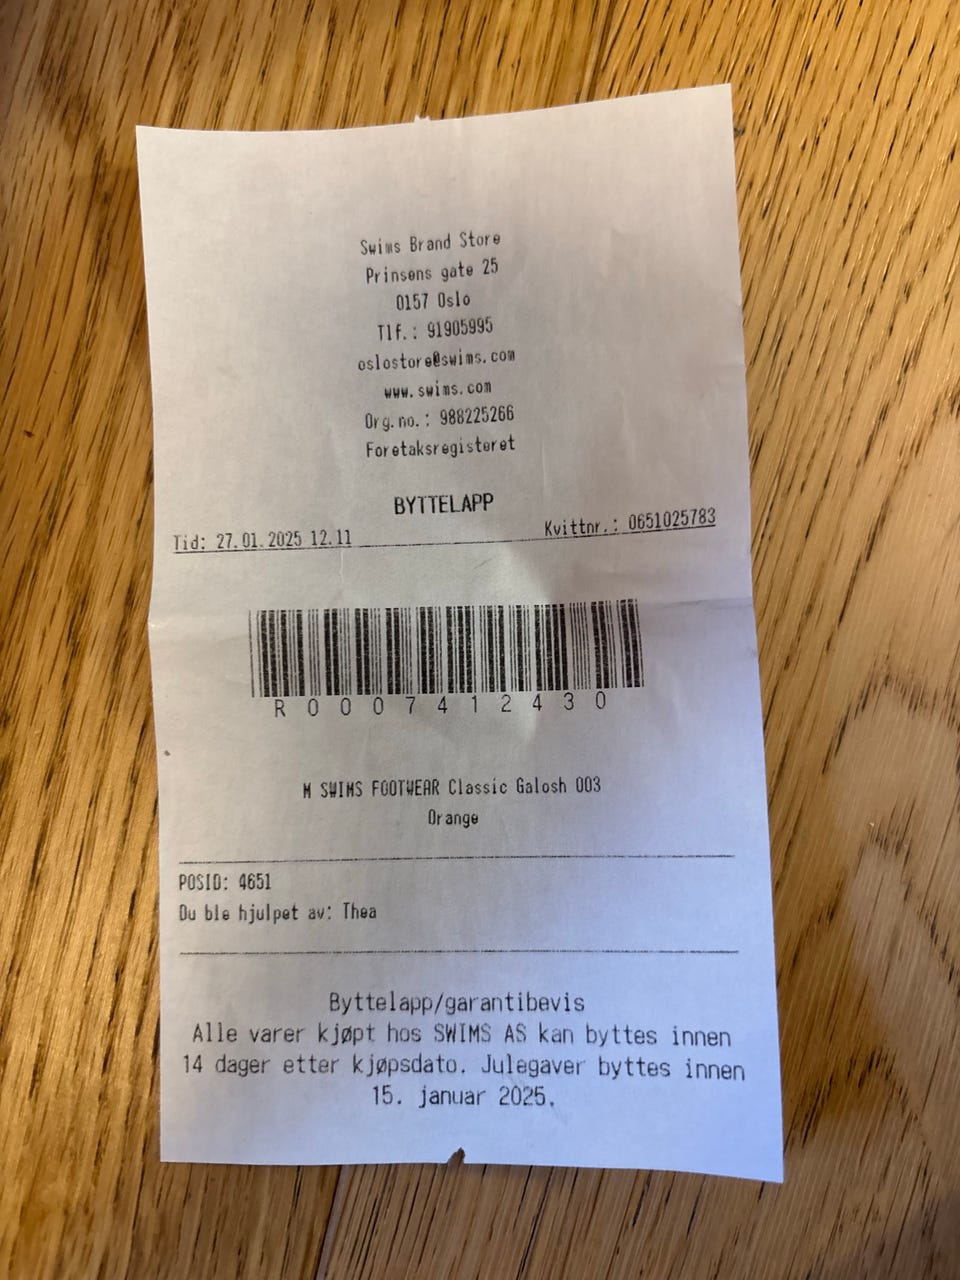 Swims Brand Store
Prinsens gate 25
0157 Oslo
Tlf.: 91905995
oslostore@swims.com
www.swims.com
Org.no.: 988225266
Foretaksregisteret
BYTTELAPP
Tid: 27.01.2025 12.11 Kvittnr.: 0651025783
R0007412430
M SWIMS FOOTWEAR Classic Galosh 003
Orange
POSID: 4651
Du ble hjulpet av: Thea
Byttelapp/garantibevis
Alle varer kjøpt hos SWIMS AS kan byttes innen
14 dager etter kjøpsdato. Julegaver byttes innen
15. januar 2025.